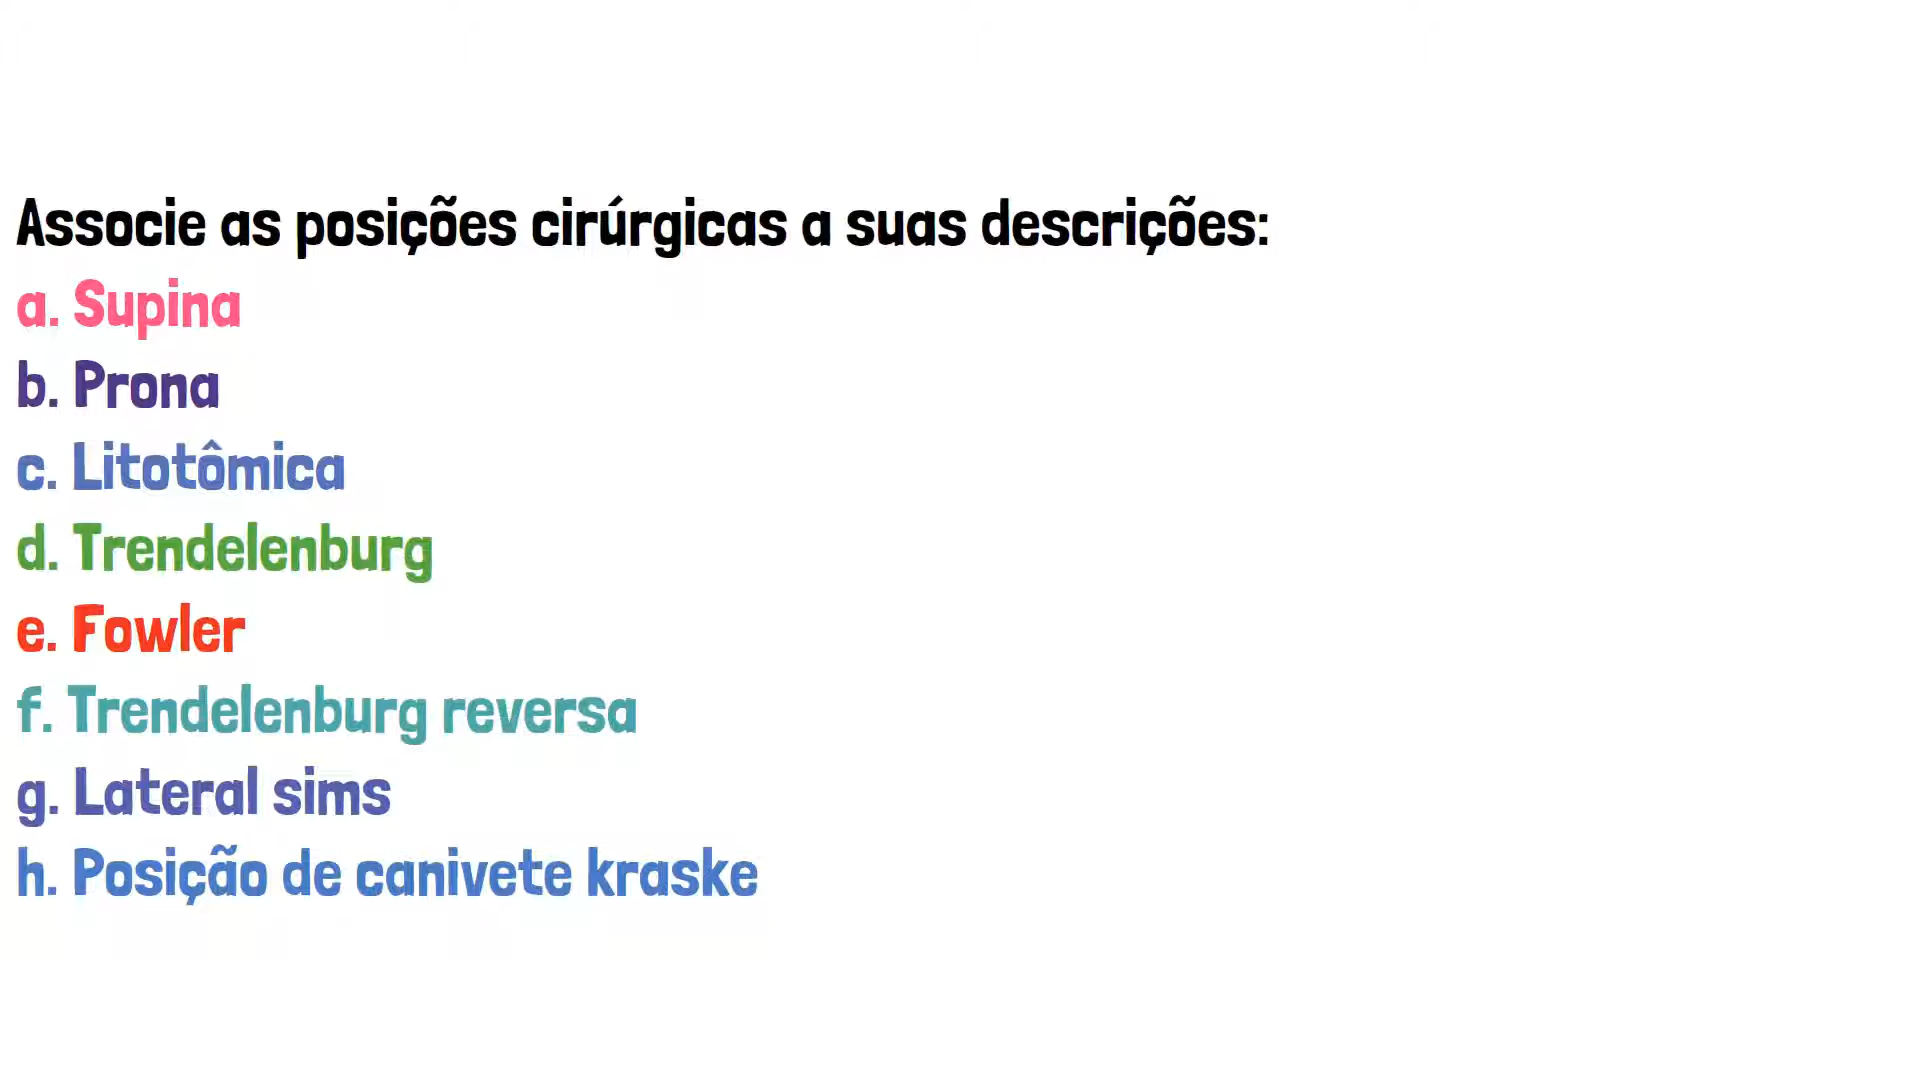 Associe as posições cirúrgicas a suas descrições:
a. Supina
b. Prona
c. Litotômica
d. Trendelenburg
e. Fowler
f. Trendelenburg reversa
g. Lateral sims
h. Posição de canivete kraske